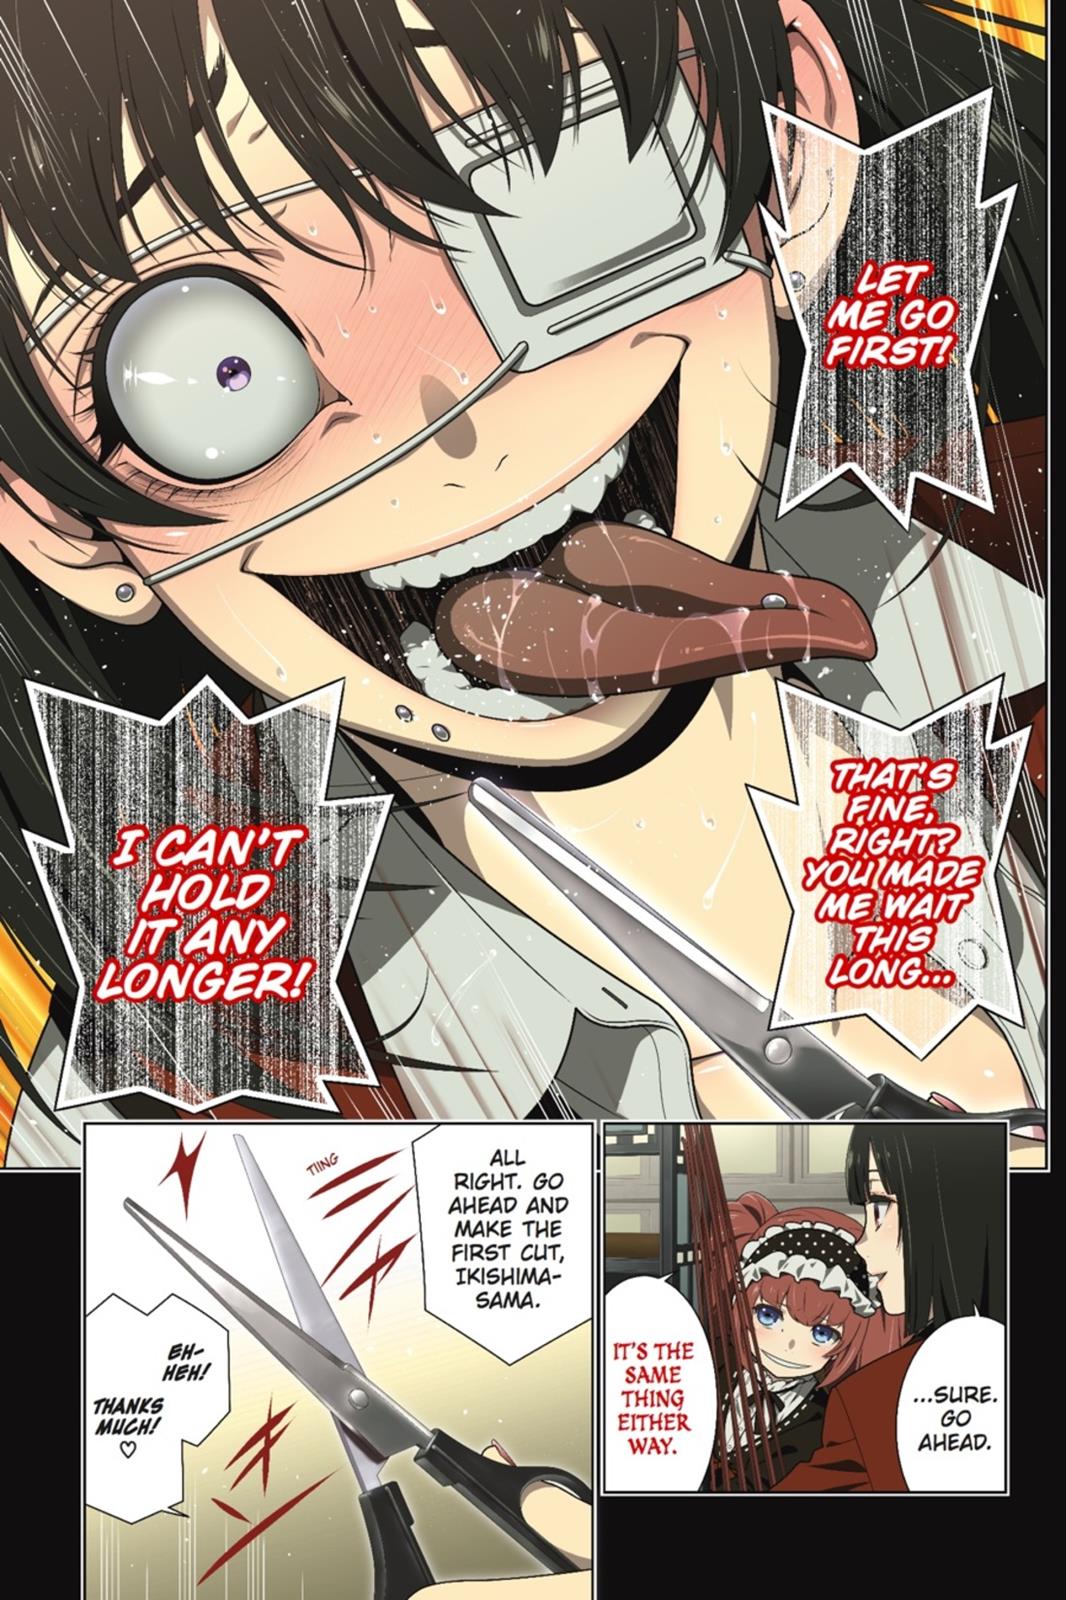 LET
ME GO
FIRST!
THAT'S
FINE,
RIGHT?
YOU MADE
ME WAIT
THIS
LONG...
I CAN'T
HOLD
IT ANY
LONGER!
...SURE.
GO
AHEAD.
IT'S THE
SAME
THING
EITHER
WAY.
ALL
RIGHT. GO
AHEAD AND
MAKE THE
FIRST CUT,
IKISHIMA-
SAMA.
TIING
EH-
HEH!
THANKS
MUCH!
♡